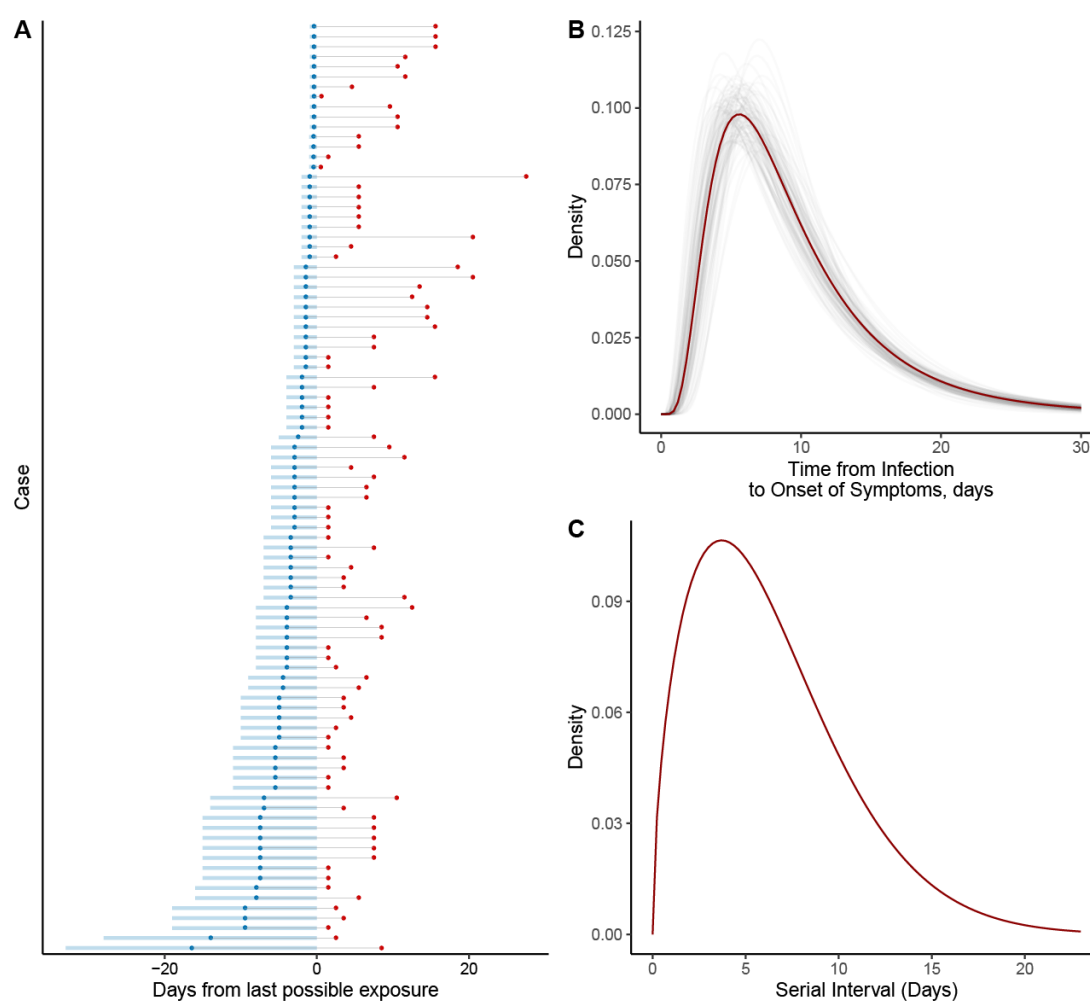 A
Case
−20
0
20
Days from last possible exposure
B
Density
0.125
0.100
0.075
0.050
0.025
0.000
0
10
20
30
Time from Infection
to Onset of Symptoms, days
C
Density
0.09
0.06
0.03
0.00
0
5
10
15
20
Serial Interval (Days)